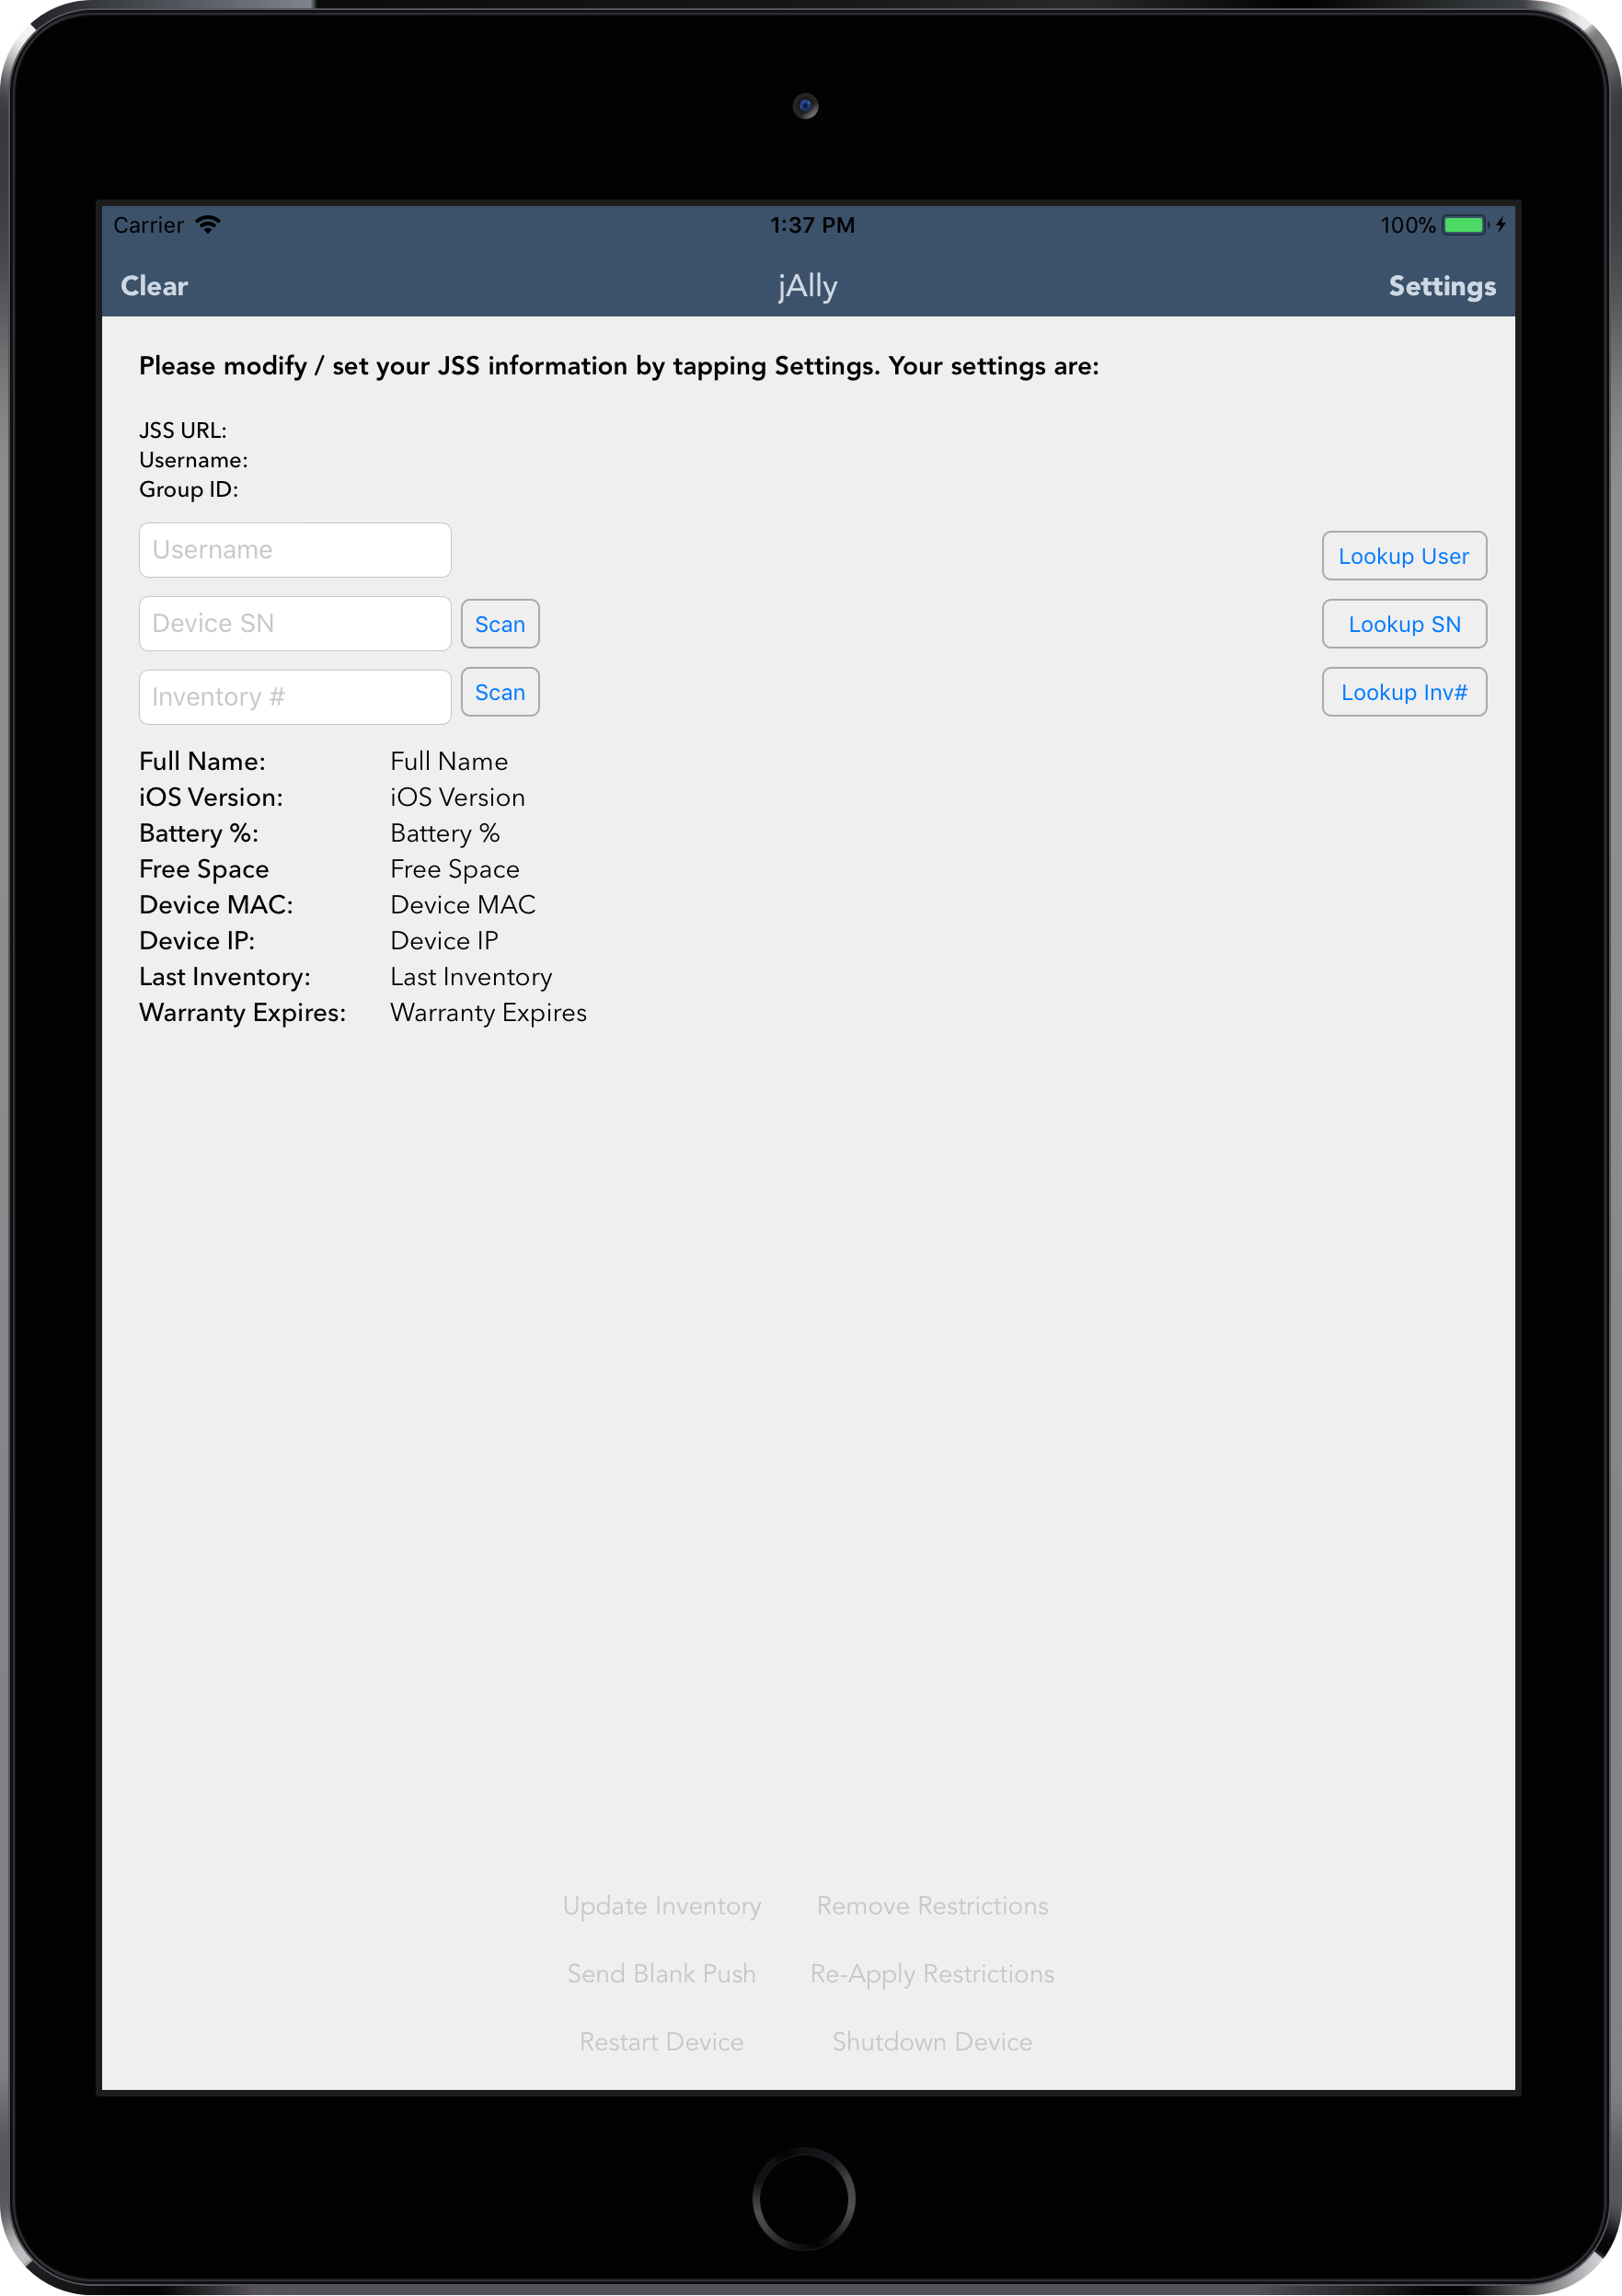 Carrier 1:37 PM 100%
Clear jAlly Settings
Please modify / set your JSS information by tapping Settings. Your settings are:
JSS URL:
Username:
Group ID:
Username Lookup User
Device SN Scan Lookup SN
Inventory # Scan Lookup Inv#
Full Name: Full Name
iOS Version: iOS Version
Battery %: Battery %
Free Space Free Space
Device MAC: Device MAC
Device IP: Device IP
Last Inventory: Last Inventory
Warranty Expires: Warranty Expires
Update Inventory Remove Restrictions
Send Blank Push Re-Apply Restrictions
Restart Device Shutdown Device